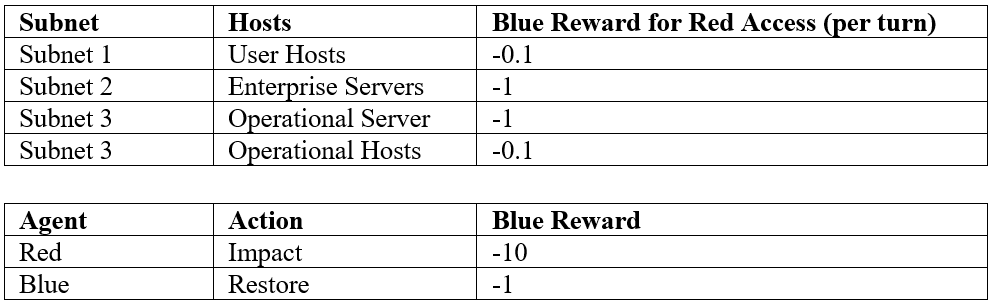 Subnet Hosts Blue Reward for Red Access (per turn)
Subnet 1 User Hosts -0.1
Subnet 2 Enterprise Servers -1
Subnet 3 Operational Server -1
Subnet 3 Operational Hosts -0.1
Agent Action Blue Reward
Red Impact -10
Blue Restore -1